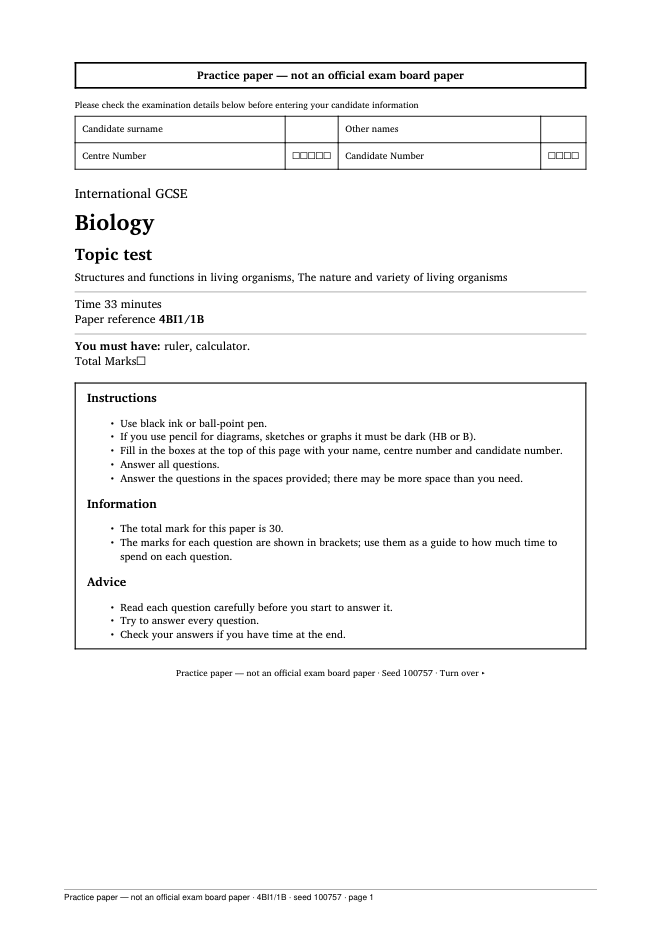 Practice paper — not an official exam board paper
Please check the examination details below before entering your candidate information
Candidate surname Other names
Centre Number ☐☐☐☐☐ Candidate Number ☐☐☐☐
International GCSE
Biology
Topic test
Structures and functions in living organisms, The nature and variety of living organisms
Time 33 minutes
Paper reference 4BI1/1B
You must have: ruler, calculator.
Total Marks☐
Instructions
• Use black ink or ball-point pen.
• If you use pencil for diagrams, sketches or graphs it must be dark (HB or B).
• Fill in the boxes at the top of this page with your name, centre number and candidate number.
• Answer all questions.
• Answer the questions in the spaces provided; there may be more space than you need.
Information
• The total mark for this paper is 30.
• The marks for each question are shown in brackets; use them as a guide to how much time to
spend on each question.
Advice
• Read each question carefully before you start to answer it.
• Try to answer every question.
• Check your answers if you have time at the end.
Practice paper — not an official exam board paper · Seed 100757 · Turn over •
Practice paper — not an official exam board paper · 4BI1/1B · seed 100757 · page 1